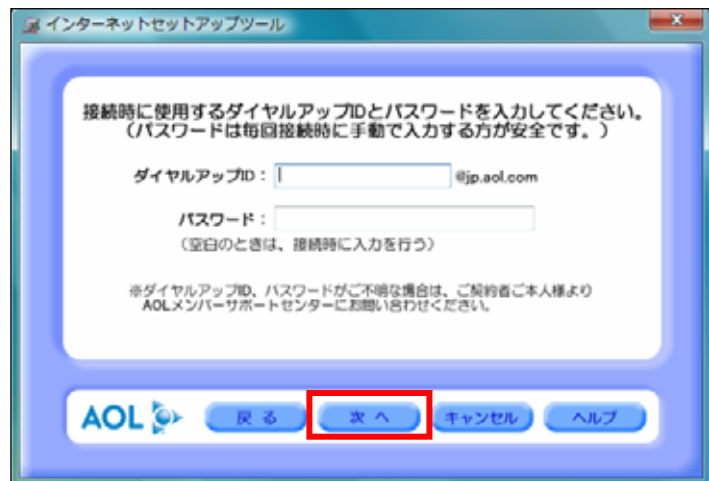 インターネットセットアップツール
接続時に使用するダイヤルアップIDとパスワードを入力してください。
(パスワードは毎回接続時に手動で入力する方が安全です。)
ダイヤルアップID： @jp.aol.com
パスワード：
(空白のときは、接続時に入力を行う)
※ダイヤルアップID、パスワードがご不明な場合は、ご契約者ご本人様より
AOLメンバーサポートセンターにお問い合わせください。
AOL 戻る 次へ キャンセル ヘルプ